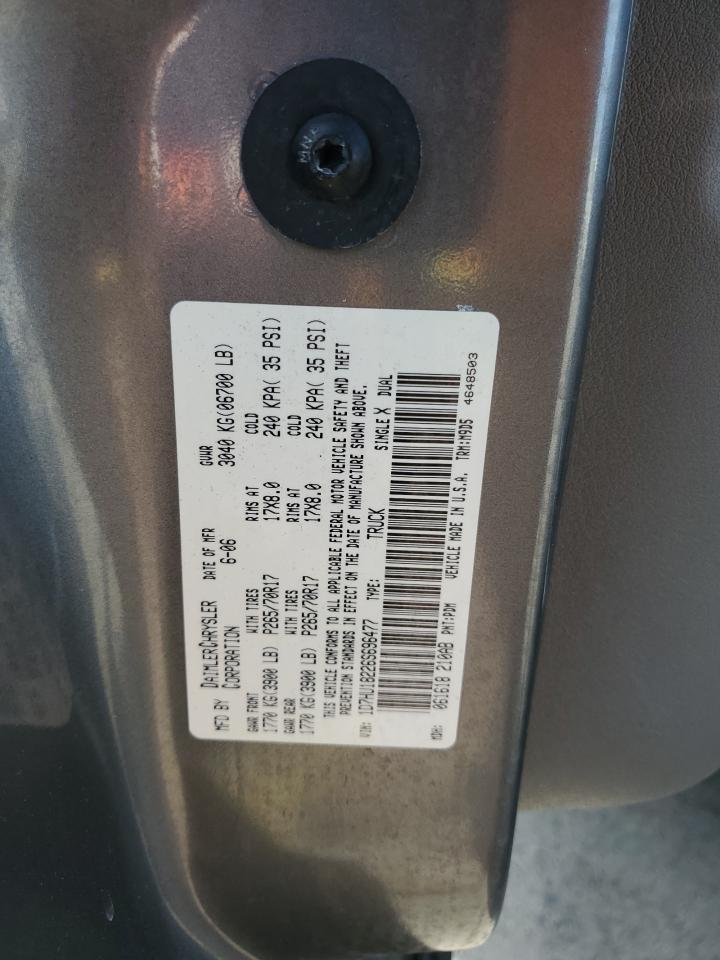 MFD BY DAIMLERCHRYSLER CORPORATION DATE OF MFR 6-06 GVWR 3040 KG(06700 LB)
GAWR FRONT WITH TIRES RIMS AT COLD
1770 KG(3900 LB) P265/70R17 17X8.0 240 KPA( 35 PSI)
GAWR REAR WITH TIRES RIMS AT COLD
1770 KG(3900 LB) P265/70R17 17X8.0 240 KPA( 35 PSI)
THIS VEHICLE CONFORMS TO ALL APPLICABLE FEDERAL MOTOR VEHICLE SAFETY AND THEFT
PREVENTION STANDARDS IN EFFECT ON THE DATE OF MANUFACTURE SHOWN ABOVE.
VIN: 1D7HU18226S696477 TYPE: TRUCK SINGLE X DUAL
MDH: 061618 210AB PNT:PDM VEHICLE MADE IN U.S.A. TRM:M9D5
4648503